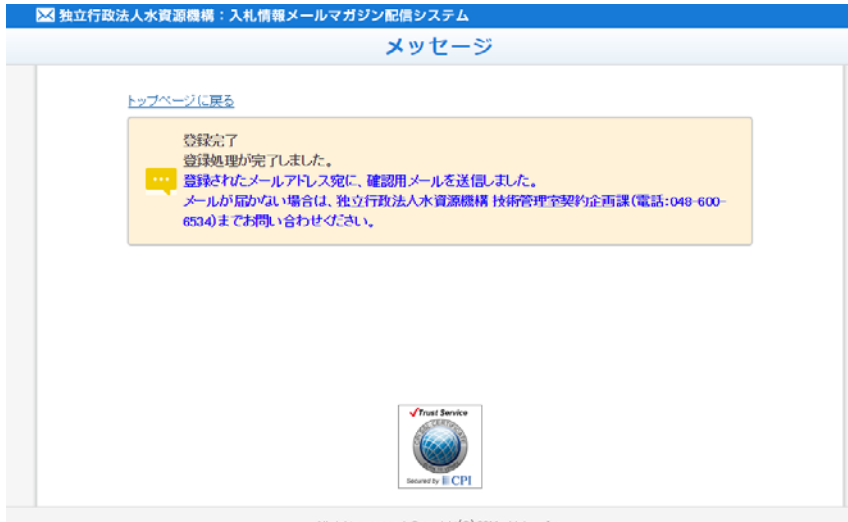 独立行政法人水資源機構：入札情報メールマガジン配信システム
メッセージ
トップページに戻る
登録完了
登録処理が完了しました。
登録されたメールアドレス宛に、確認用メールを送信しました。
メールが届かない場合は、独立行政法人水資源機構 技術管理室契約企画課(電話:048-600-
6534)までお問い合わせください。
Trust Service
Secured by CPI